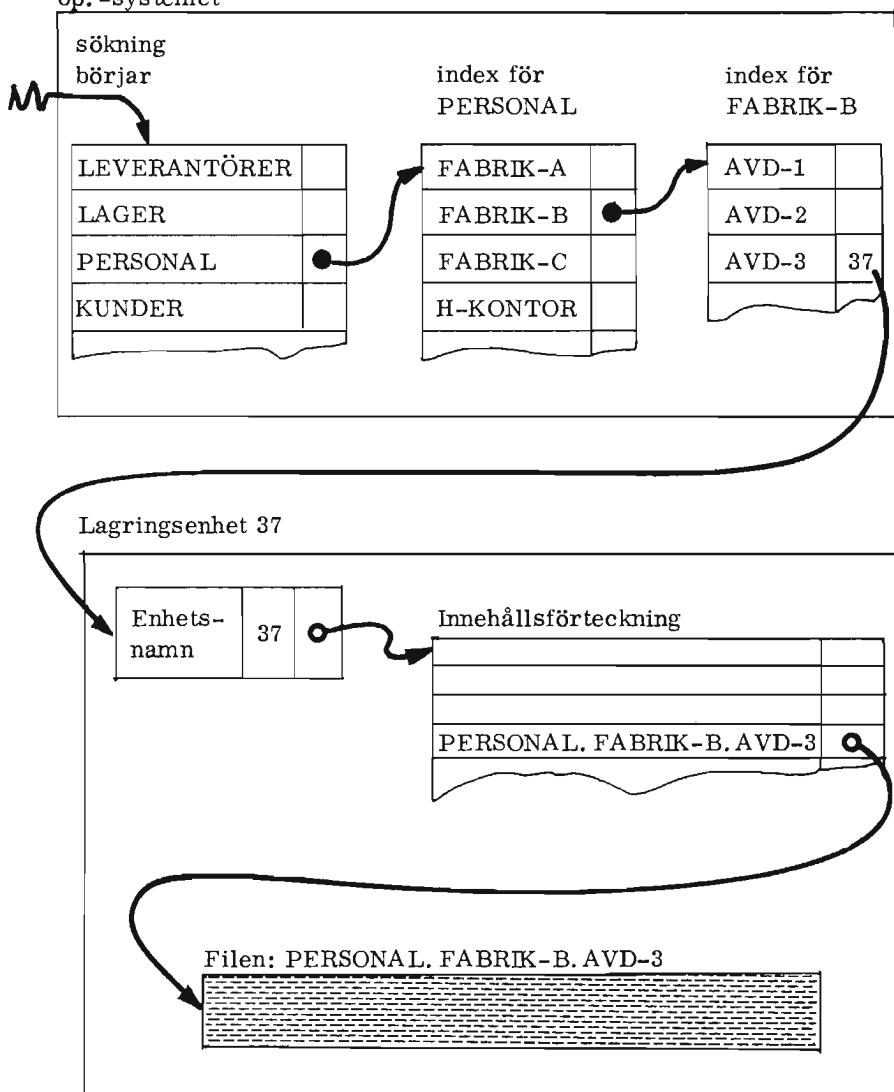 op.-systemet
sökning
börjar
index för
PERSONAL
index för
FABRIK-B
LEVERANTÖRER
LAGER
PERSONAL
KUNDER
FABRIK-A
FABRIK-B
FABRIK-C
H-KONTOR
AVD-1
AVD-2
AVD-3 37
Lagringsenhet 37
Enhets-
namn
37
Innehållsförteckning
PERSONAL. FABRIK-B. AVD-3
Filen: PERSONAL. FABRIK-B. AVD-3